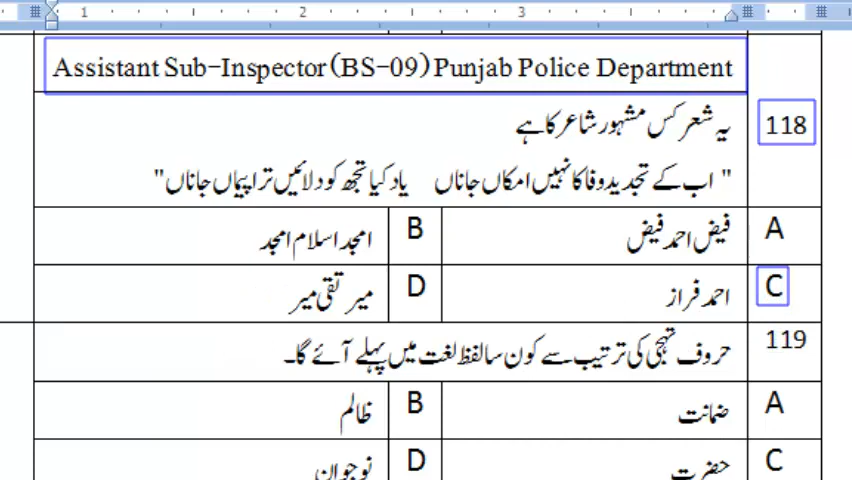 1 2 3
Assistant Sub-Inspector(BS-09)Punjab Police Department
118 یہ شعر کس مشہور شاعر کا ہے
" اب کے تجدید وفا کا نہیں امکاں جاناں یاد کیا تجھ کو دلائیں ترا پیماں جاناں"
A فیض احمد فیض B امجد اسلام امجد
C احمد فراز D میر تقی میر
119 حروف تہجی کی ترتیب سے کون سا لفظ لغت میں پہلے آئے گا۔
A ضمانت B ظالم
C حضرت D نوجوان